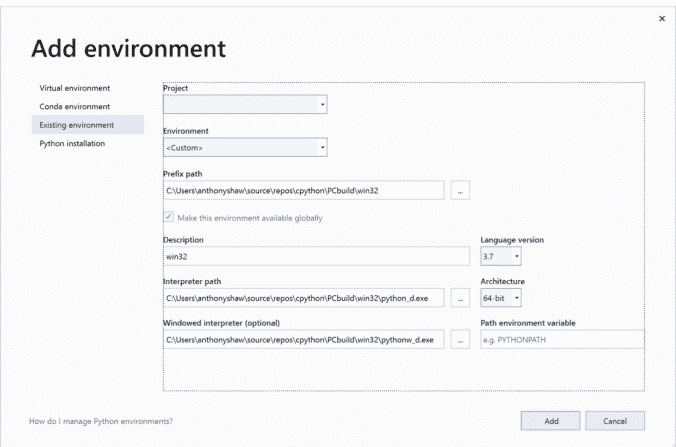 Add environment
Virtual environment
Conda environment
Existing environment
Python installation
Project
Environment
<Custom>
Prefix path
C:\Users\anthonyshaw\source\repos\cpython\PCbuild\win32
...
Make this environment available globally
Description
Language version
win32
3.7
Interpreter path
Architecture
C:\Users\anthonyshaw\source\repos\cpython\PCbuild\win32\python_d.exe
...
64-bit
Windowed interpreter (optional)
Path environment variable
C:\Users\anthonyshaw\source\repos\cpython\PCbuild\win32\pythonw_d.exe
...
e.g. PYTHONPATH
How do I manage Python environments?
Add
Cancel